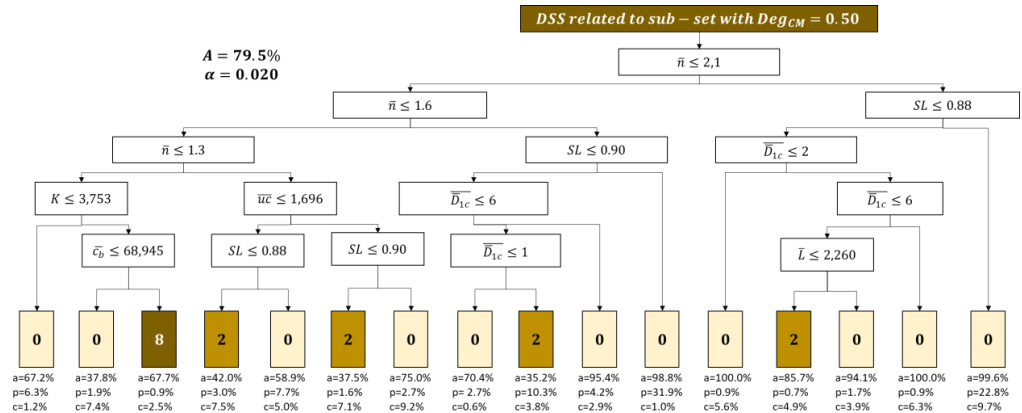 DSS related to sub − set with Deg_CM = 0.50
A = 79.5%
α = 0.020
n̄ ≤ 2,1
n̄ ≤ 1.6
SL ≤ 0.88
n̄ ≤ 1.3
SL ≤ 0.90
D̿₁c ≤ 2
K ≤ 3,753
u̅c̅ ≤ 1,696
D̿₁c ≤ 6
D̿₁c ≤ 6
c̄_b ≤ 68,945
SL ≤ 0.88
SL ≤ 0.90
D̿₁c ≤ 1
L̄ ≤ 2,260
0 0 8 2 0 2 0 0 2 0 0 0 2 0 0 0
a=67.2% a=37.8% a=67.7% a=42.0% a=58.9% a=37.5% a=75.0% a=70.4% a=35.2% a=95.4% a=98.8% a=100.0% a=85.7% a=94.1% a=100.0% a=99.6%
p=6.3% p=1.9% p=0.9% p=3.0% p=7.7% p=1.6% p=2.7% p= 2.7% p=10.3% p=4.2% p=31.9% p=0.9% p=0.7% p=1.7% p=0.9% p=22.8%
c=1.2% c=7.4% c=2.5% c=7.5% c=5.0% c=7.1% c=9.2% c=0.6% c=3.8% c=2.9% c=1.0% c=5.6% c=4.9% c=3.9% c=6.3% c=9.7%